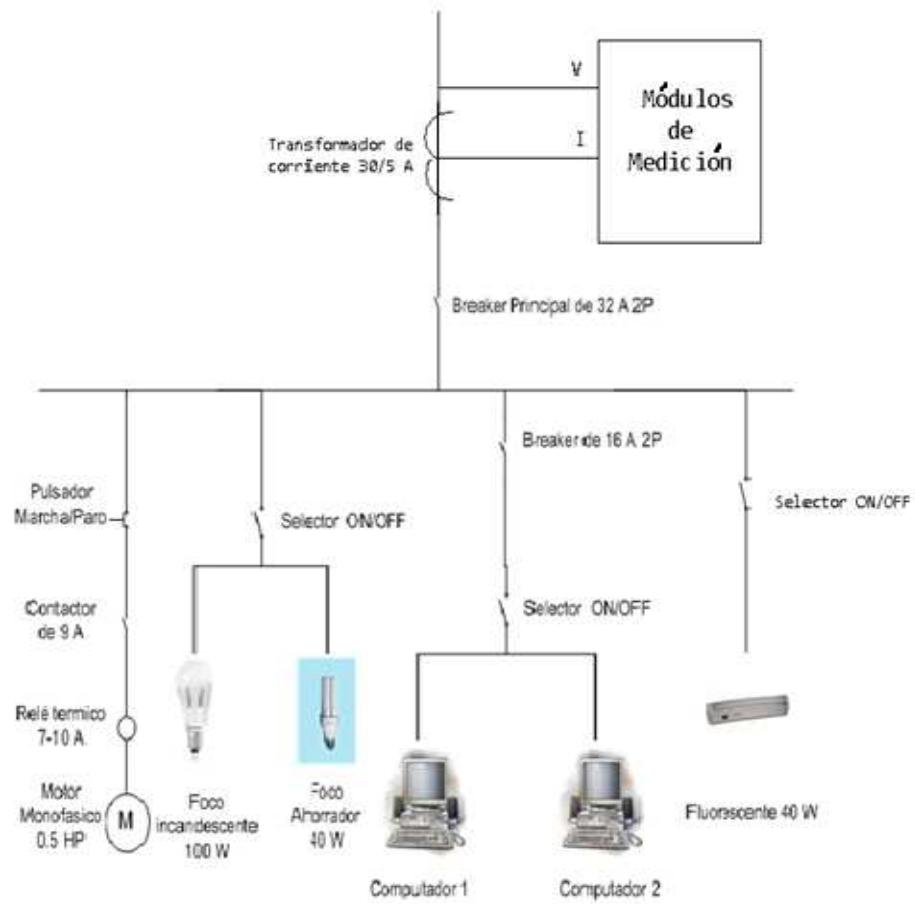 V
I
Módulos
de
Medición
Transformador de
corriente 30/5 A
Breaker Principal de 32 A 2P
Breaker de 16 A 2P
Pulsador
Marcha/Paro
Selector ON/OFF
Selector ON/OFF
Contactor
de 9 A
Selector ON/OFF
Relé termico
7-10 A.
Motor
Monofasico
0.5 HP
M
Foco
incandescente
100 W
Foco
Ahorrador
40 W
Fluorescente 40 W
Computador 1
Computador 2